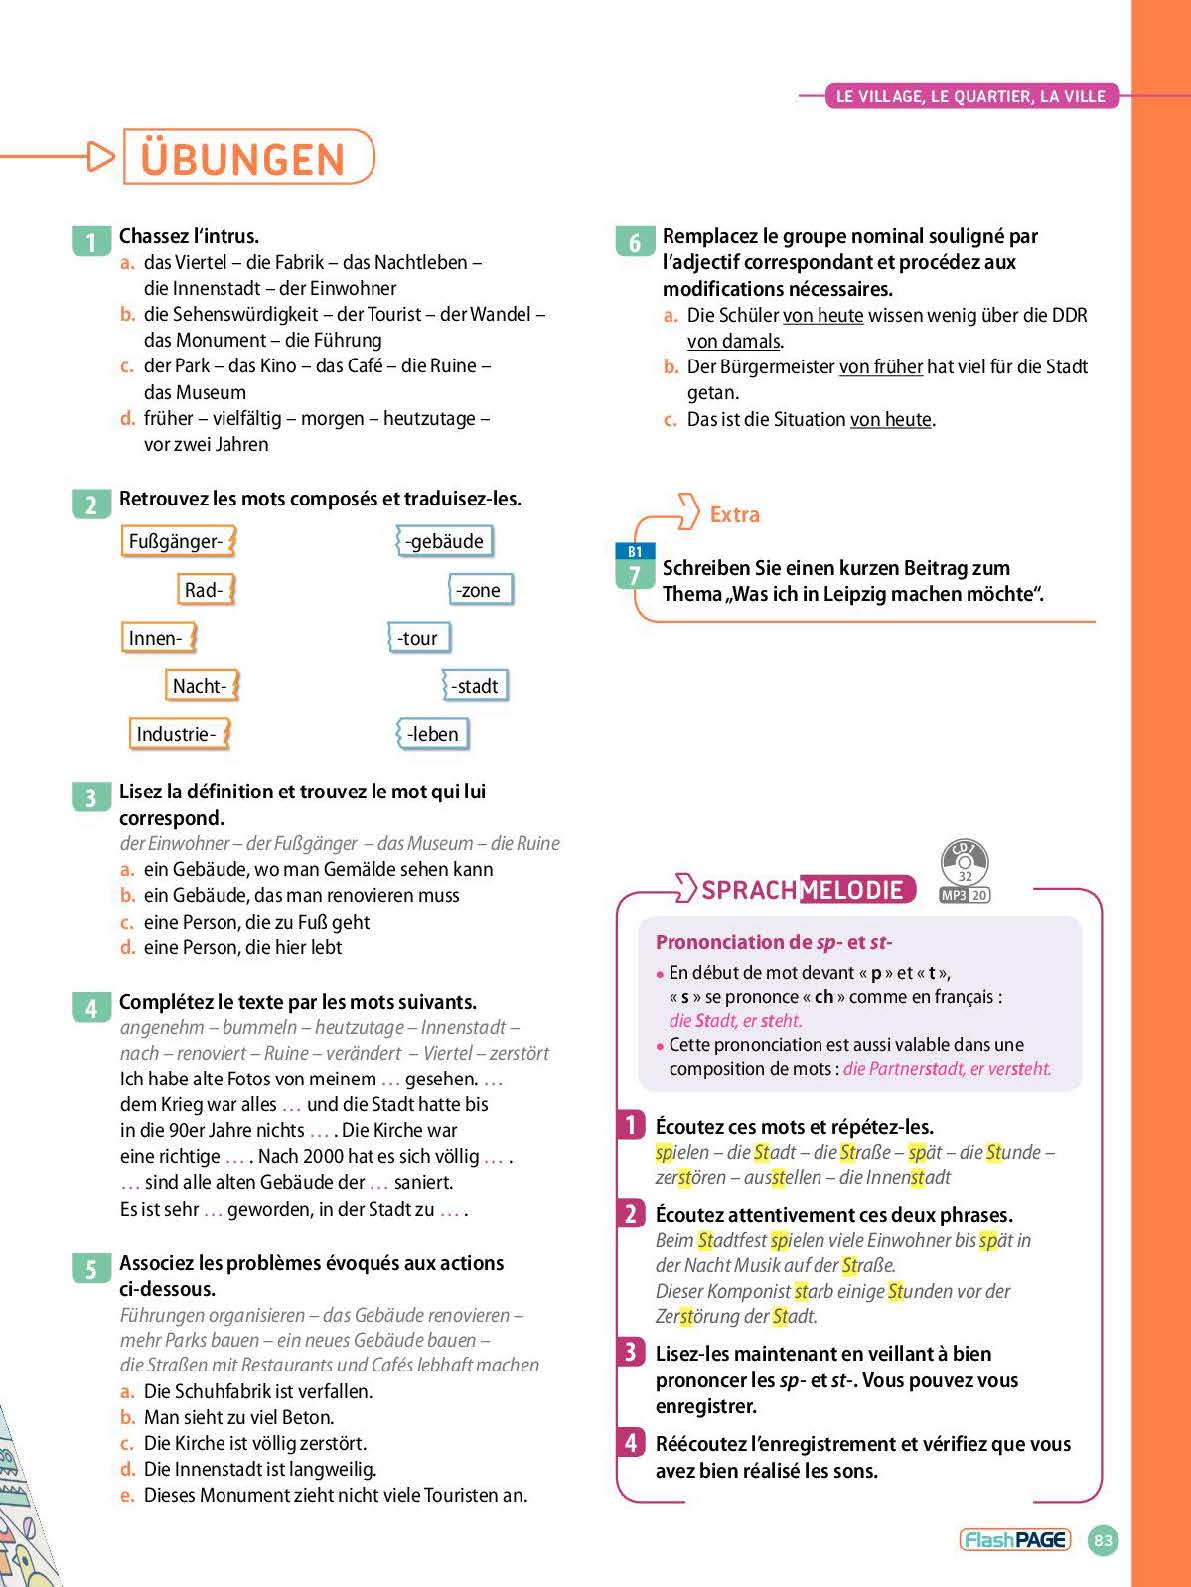 LE VILLAGE, LE QUARTIER, LA VILLE
ÜBUNGEN
1 Chassez l'intrus.
a. das Viertel – die Fabrik – das Nachtleben –
die Innenstadt – der Einwohner
b. die Sehenswürdigkeit – der Tourist – der Wandel –
das Monument – die Führung
c. der Park – das Kino – das Café – die Ruine –
das Museum
d. früher – vielfältig – morgen – heutzutage –
vor zwei Jahren
2 Retrouvez les mots composés et traduisez-les.
Fußgänger- -gebäude
Rad- -zone
Innen- -tour
Nacht- -stadt
Industrie- -leben
3 Lisez la définition et trouvez le mot qui lui
correspond.
der Einwohner – der Fußgänger – das Museum – die Ruine
a. ein Gebäude, wo man Gemälde sehen kann
b. ein Gebäude, das man renovieren muss
c. eine Person, die zu Fuß geht
d. eine Person, die hier lebt
4 Complétez le texte par les mots suivants.
angenehm – bummeln – heutzutage – Innenstadt –
nach – renoviert – Ruine – verändert – Viertel – zerstört
Ich habe alte Fotos von meinem ... gesehen. ...
dem Krieg war alles ... und die Stadt hatte bis
in die 90er Jahre nichts ... . Die Kirche war
eine richtige ... . Nach 2000 hat es sich völlig ... .
... sind alle alten Gebäude der ... saniert.
Es ist sehr ... geworden, in der Stadt zu ... .
5 Associez les problèmes évoqués aux actions
ci-dessous.
Führungen organisieren – das Gebäude renovieren –
mehr Parks bauen – ein neues Gebäude bauen –
die Straßen mit Restaurants und Cafés lebhaft machen
a. Die Schuhfabrik ist verfallen.
b. Man sieht zu viel Beton.
c. Die Kirche ist völlig zerstört.
d. Die Innenstadt ist langweilig.
e. Dieses Monument zieht nicht viele Touristen an.
6 Remplacez le groupe nominal souligné par
l'adjectif correspondant et procédez aux
modifications nécessaires.
a. Die Schüler von heute wissen wenig über die DDR
von damals.
b. Der Bürgermeister von früher hat viel für die Stadt
getan.
c. Das ist die Situation von heute.
Extra
B1
7 Schreiben Sie einen kurzen Beitrag zum
Thema „Was ich in Leipzig machen möchte“.
SPRACHMELODIE
CD1
32
MP3 20
Prononciation de sp- et st-
• En début de mot devant « p » et « t »,
« s » se prononce « ch » comme en français :
die Stadt, er steht.
• Cette prononciation est aussi valable dans une
composition de mots : die Partnerstadt, er versteht.
1 Écoutez ces mots et répétez-les.
spielen – die Stadt – die Straße – spät – die Stunde –
zerstören – ausstellen – die Innenstadt
2 Écoutez attentivement ces deux phrases.
Beim Stadtfest spielen viele Einwohner bis spät in
der Nacht Musik auf der Straße.
Dieser Komponist starb einige Stunden vor der
Zerstörung der Stadt.
3 Lisez-les maintenant en veillant à bien
prononcer les sp- et st-. Vous pouvez vous
enregistrer.
4 Réécoutez l'enregistrement et vérifiez que vous
avez bien réalisé les sons.
FlashPAGE 83